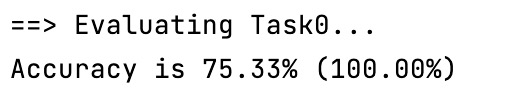 ==> Evaluating Task0...
Accuracy is 75.33% (100.00%)